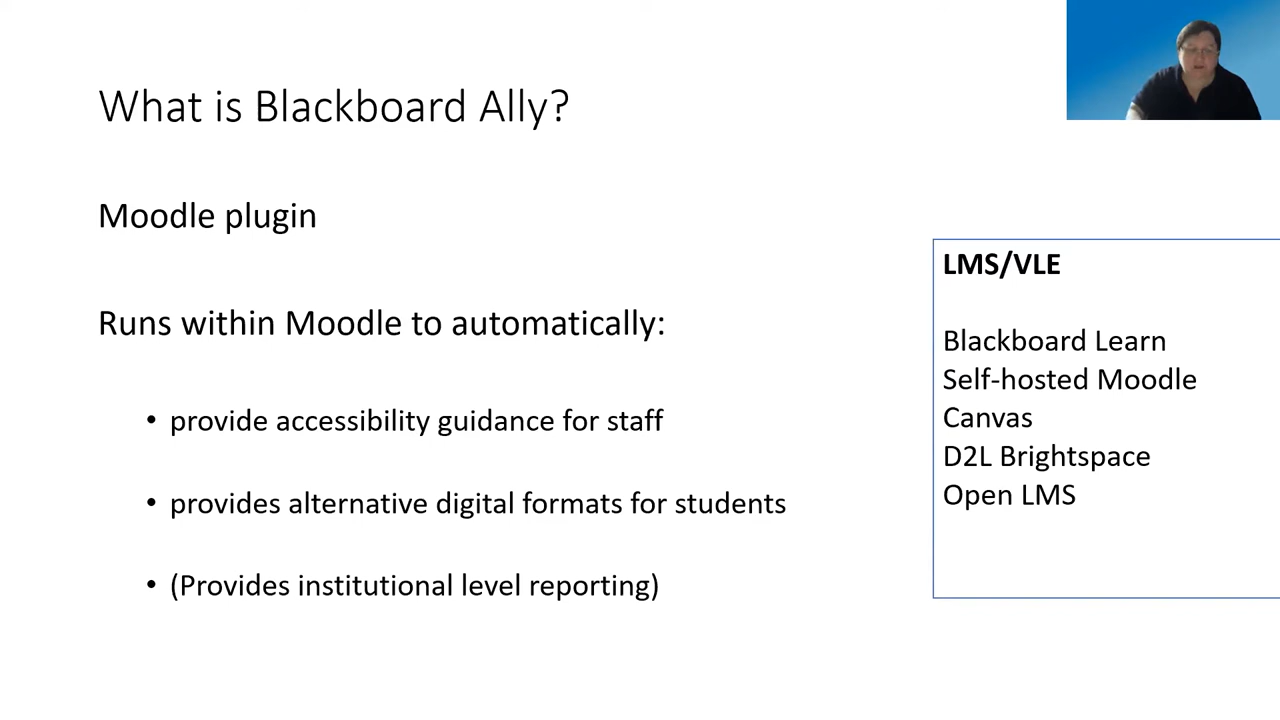 What is Blackboard Ally?
Moodle plugin
Runs within Moodle to automatically:
• provide accessibility guidance for staff
• provides alternative digital formats for students
• (Provides institutional level reporting)
LMS/VLE
Blackboard Learn
Self-hosted Moodle
Canvas
D2L Brightspace
Open LMS